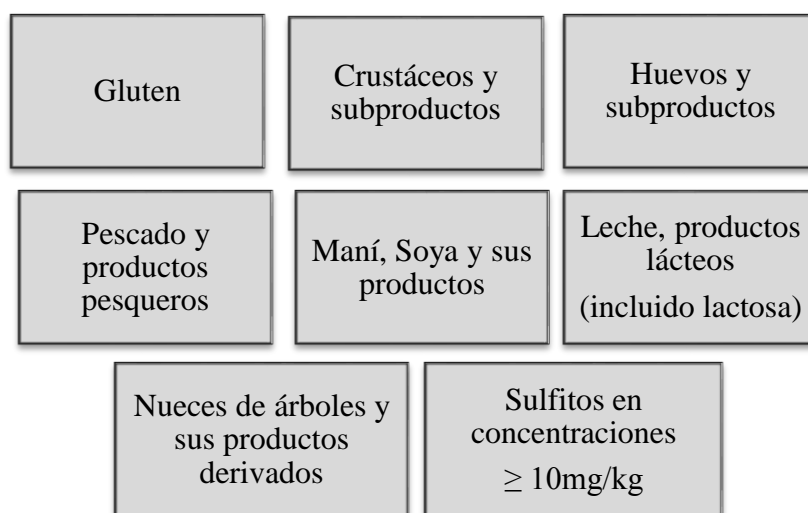 Gluten
Crustáceos y
subproductos
Huevos y
subproductos
Pescado y
productos
pesqueros
Maní, Soya y sus
productos
Leche, productos
lácteos
(incluido lactosa)
Nueces de árboles y
sus productos
derivados
Sulfitos en
concentraciones
≥ 10mg/kg